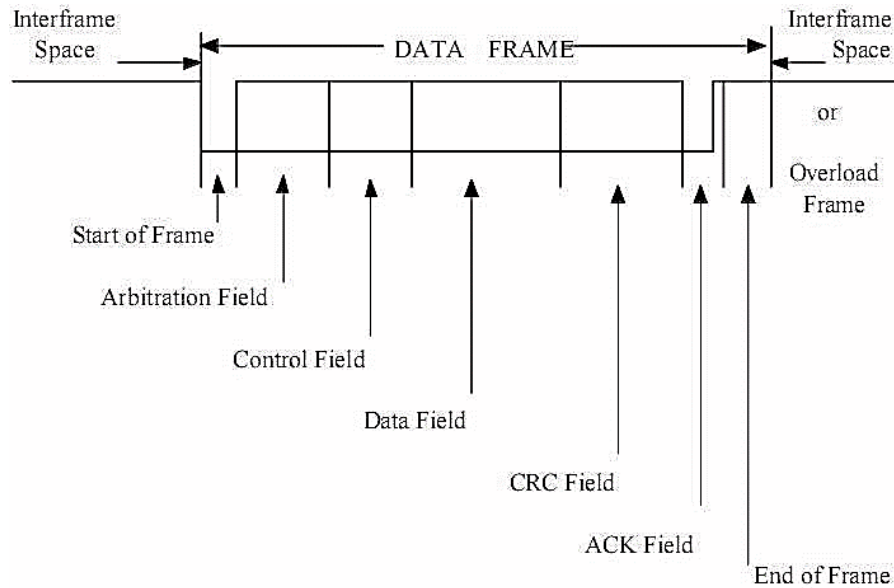 Interframe
Space
DATA FRAME
Interframe
Space
or
Overload
Frame
Start of Frame
Arbitration Field
Control Field
Data Field
CRC Field
ACK Field
End of Frame